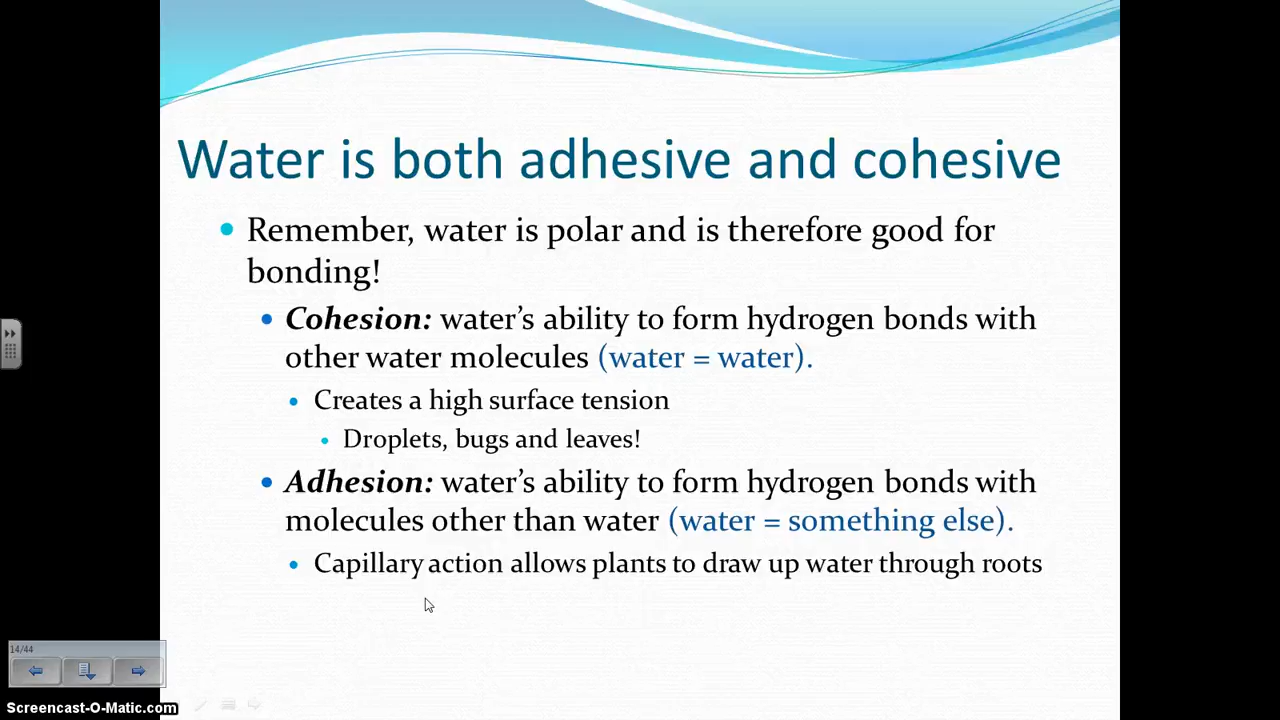 Water is both adhesive and cohesive
Remember, water is polar and is therefore good for
bonding!
Cohesion: water's ability to form hydrogen bonds with
other water molecules (water = water).
Creates a high surface tension
Droplets, bugs and leaves!
Adhesion: water's ability to form hydrogen bonds with
molecules other than water (water = something else).
Capillary action allows plants to draw up water through roots
14/44
Screencast-O-Matic.com